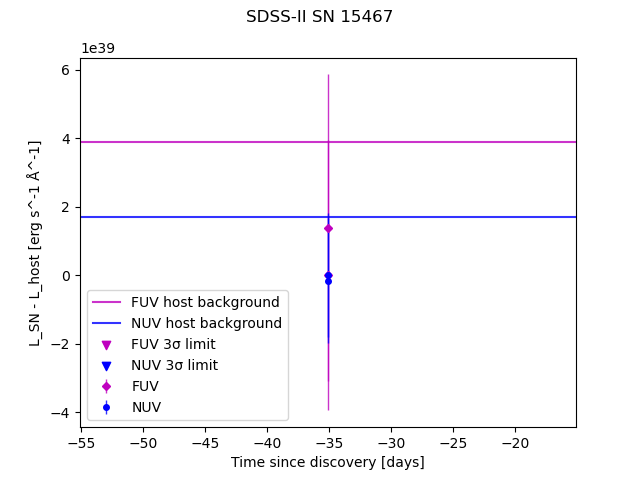 SDSS-II SN 15467
1e39
6
4
2
0
−2
−4
L_SN - L_host [erg s^-1 Å^-1]
FUV host background
NUV host background
FUV 3σ limit
NUV 3σ limit
FUV
NUV
−55 −50 −45 −40 −35 −30 −25 −20
Time since discovery [days]